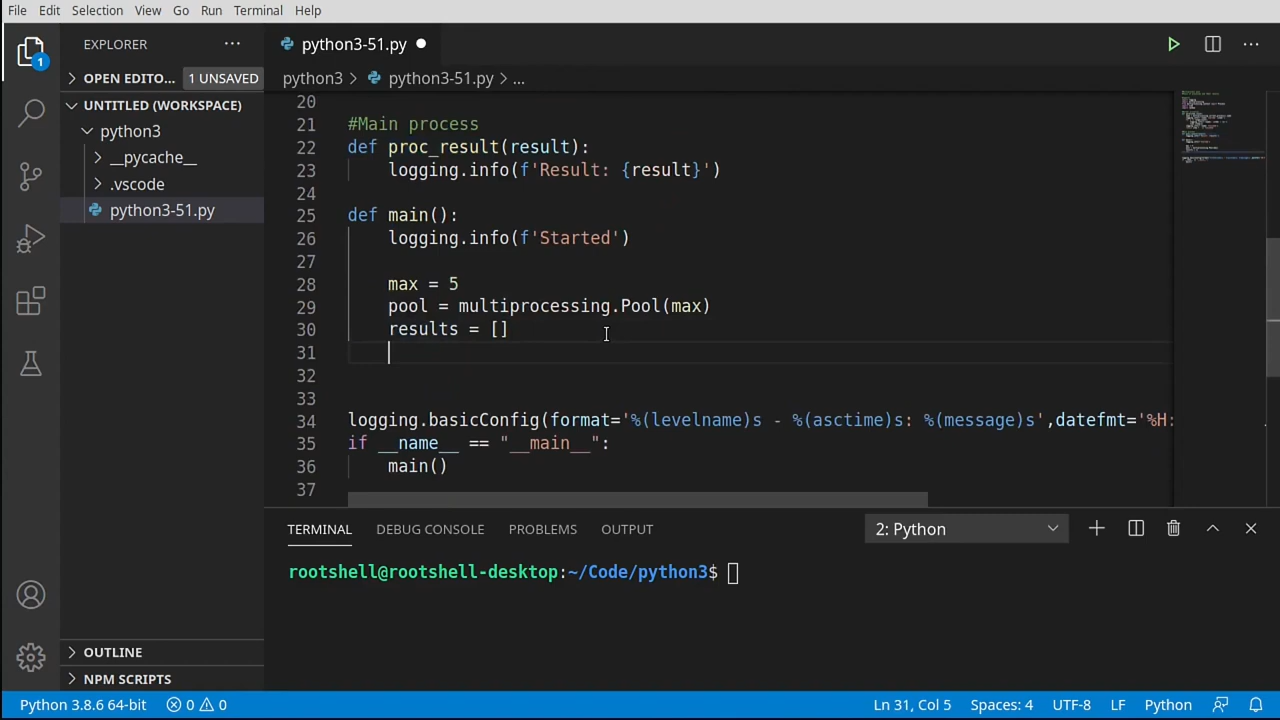 File Edit Selection View Go Run Terminal Help
EXPLORER ···
python3-51.py
1
OPEN EDITO... 1 UNSAVED
python3 > python3-51.py > ...
UNTITLED (WORKSPACE)
python3
__pycache__
.vscode
python3-51.py
20
21 #Main process
22 def proc_result(result):
23 logging.info(f'Result: {result}')
24
25 def main():
26 logging.info(f'Started')
27
28 max = 5
29 pool = multiprocessing.Pool(max)
30 results = []
31
32
33
34 logging.basicConfig(format='%(levelname)s - %(asctime)s: %(message)s',datefmt='%H:
35 if __name__ == "__main__":
36 main()
37
TERMINAL DEBUG CONSOLE PROBLEMS OUTPUT 2: Python
rootshell@rootshell-desktop:~/Code/python3$
OUTLINE
NPM SCRIPTS
Python 3.8.6 64-bit 0 0 Ln 31, Col 5 Spaces: 4 UTF-8 LF Python